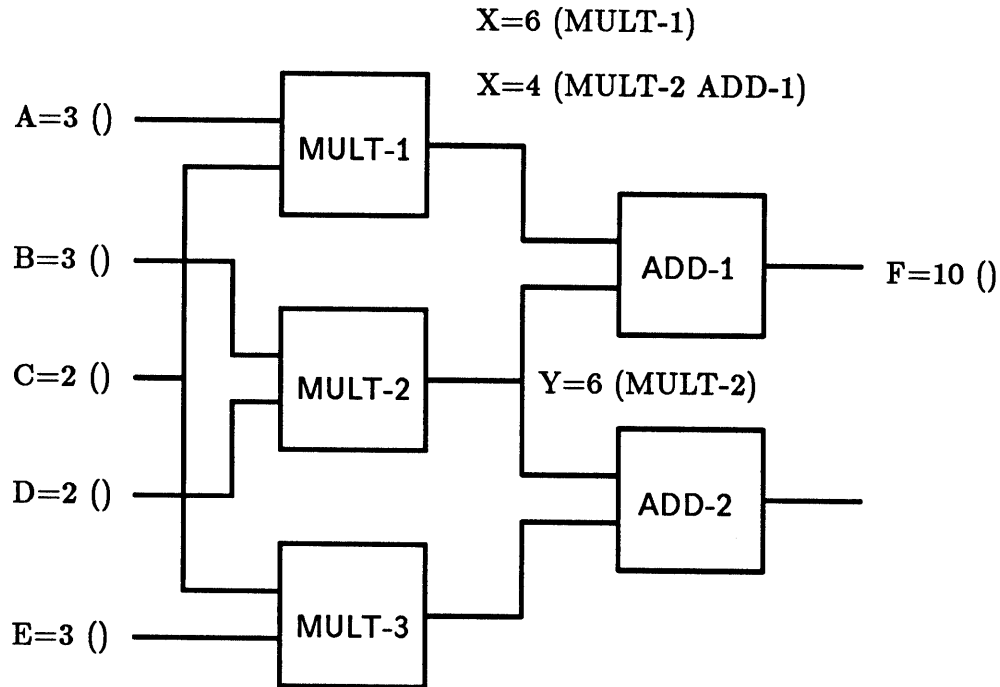 X=6 (MULT-1)
X=4 (MULT-2 ADD-1)
A=3 ()
MULT-1
B=3 ()
ADD-1
F=10 ()
C=2 ()
MULT-2
Y=6 (MULT-2)
D=2 ()
ADD-2
MULT-3
E=3 ()